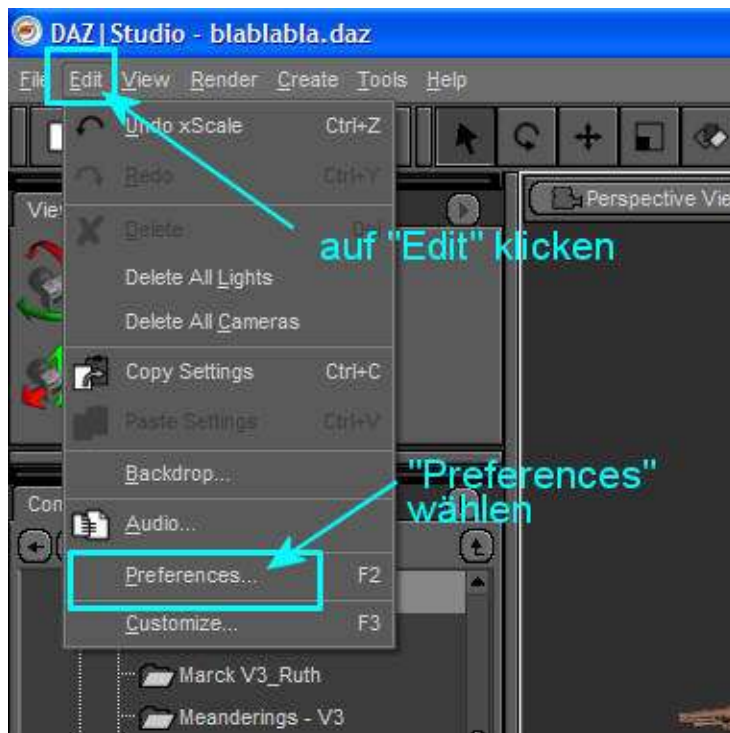 DAZ|Studio - blablabla.daz
File Edit View Render Create Tools Help
Undo xScale Ctrl+Z
Redo Ctrl+Y
Perspective Vie
Vie
Delete Del
auf "Edit" klicken
Delete All Lights
Delete All Cameras
Copy Settings Ctrl+C
Paste Settings Ctrl+V
Backdrop...
"Preferences"
wählen
Con
Audio...
Preferences... F2
Customize... F3
Marck V3_Ruth
Meanderings - V3